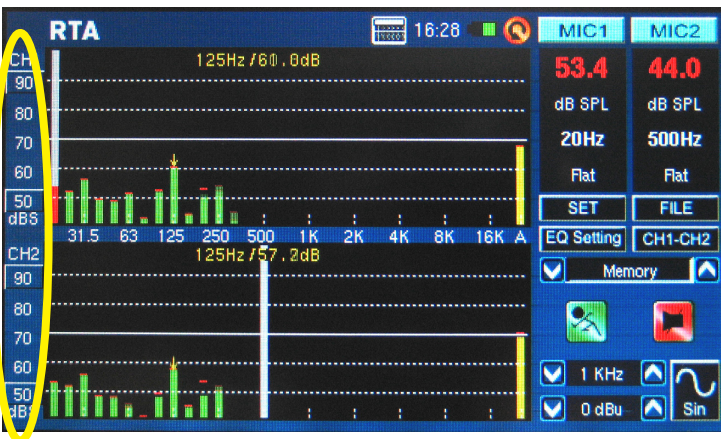 RTA 16:28
125Hz/60.8dB
90
80
70
60
50
dBS
31.5 63 125 250 500 1K 2K 4K 8K 16K A
CH2
125Hz/57.2dB
90
80
70
60
50
MIC1 MIC2
53.4 44.0
dB SPL dB SPL
20Hz 500Hz
Flat Flat
SET FILE
EQ Setting CH1-CH2
Memory
1 KHz
0 dBu
Sin